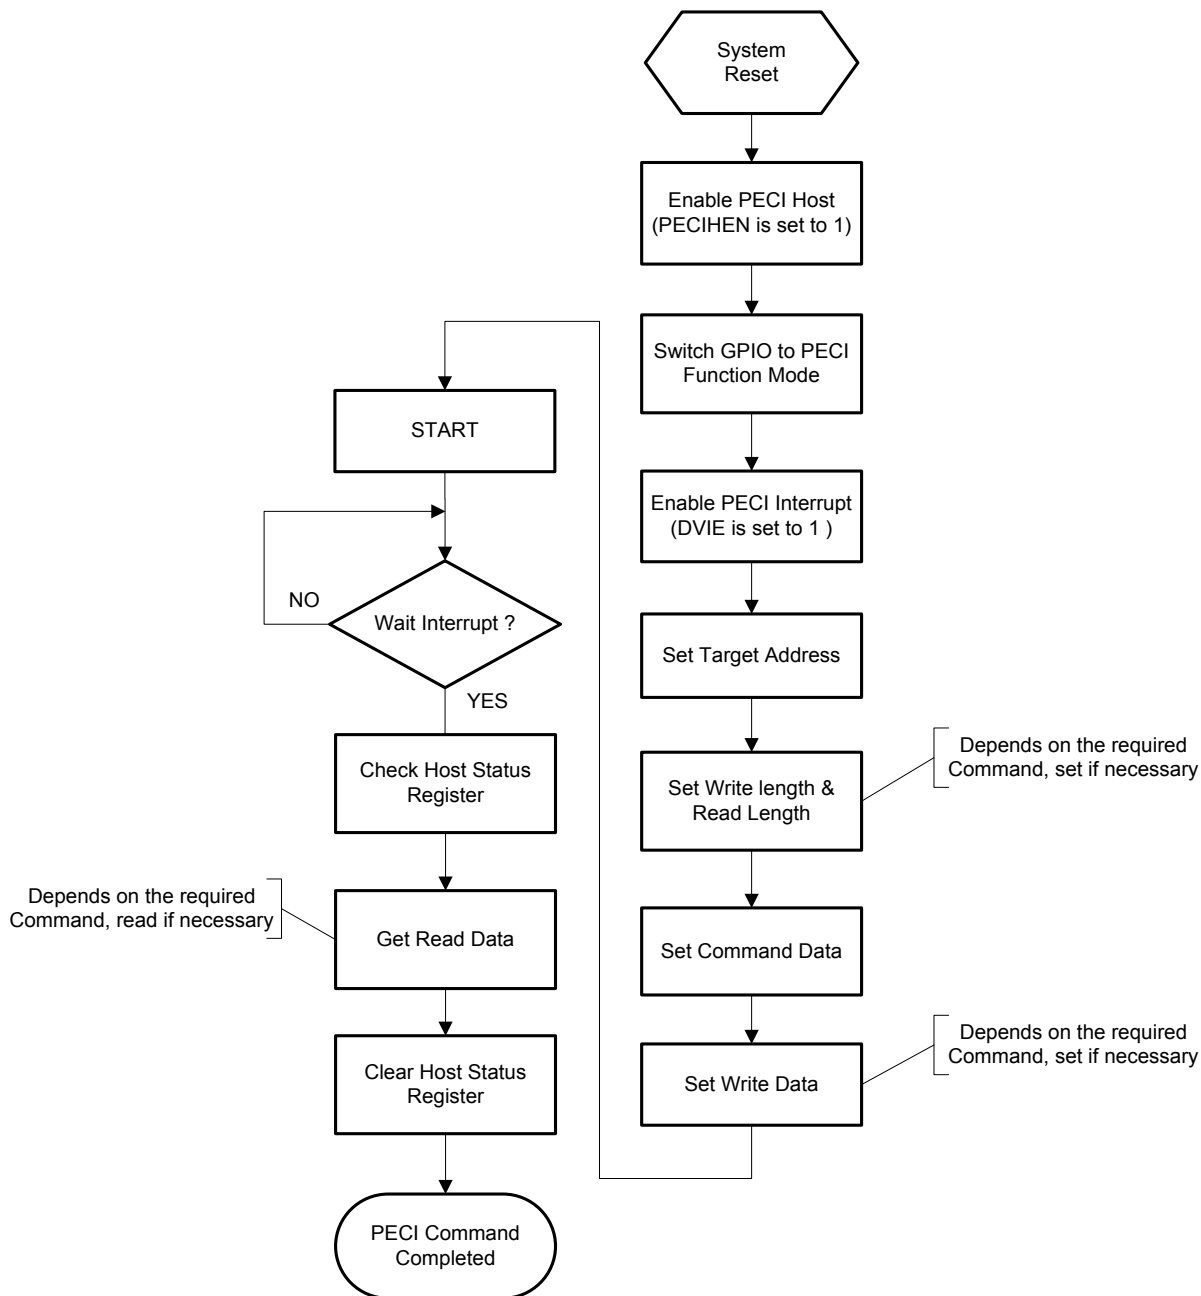 System
Reset
Enable PECI Host
(PECIHEN is set to 1)
Switch GPIO to PECI
Function Mode
Enable PECI Interrupt
(DVIE is set to 1 )
Set Target Address
Set Write length &
Read Length
Depends on the required
Command, set if necessary
Set Command Data
Set Write Data
Depends on the required
Command, set if necessary
START
Wait Interrupt ?
NO
YES
Check Host Status
Register
Get Read Data
Depends on the required
Command, read if necessary
Clear Host Status
Register
PECI Command
Completed